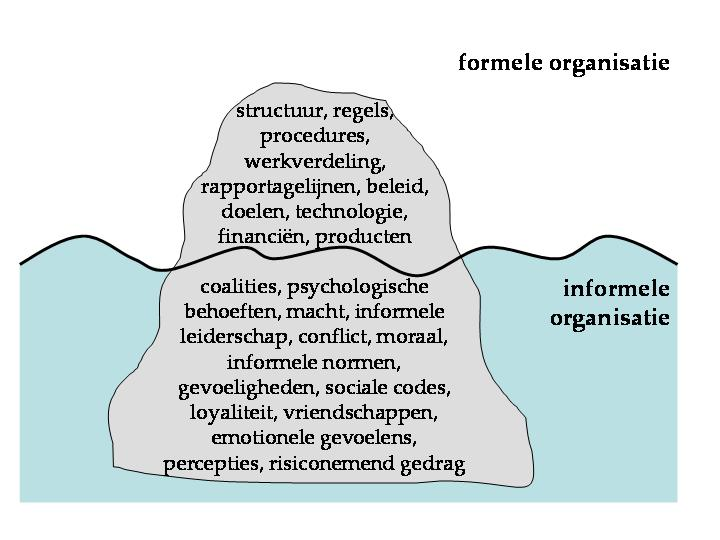 formele organisatie
structuur, regels,
procedures,
werkverdeling,
rapportagelijnen, beleid,
doelen, technologie,
financiën, producten
coalities, psychologische
behoeften, macht, informele
leiderschap, conflict, moraal,
informele normen,
gevoeligheden, sociale codes,
loyaliteit, vriendschappen,
emotionele gevoelens,
percepties, risiconemend gedrag
informele
organisatie